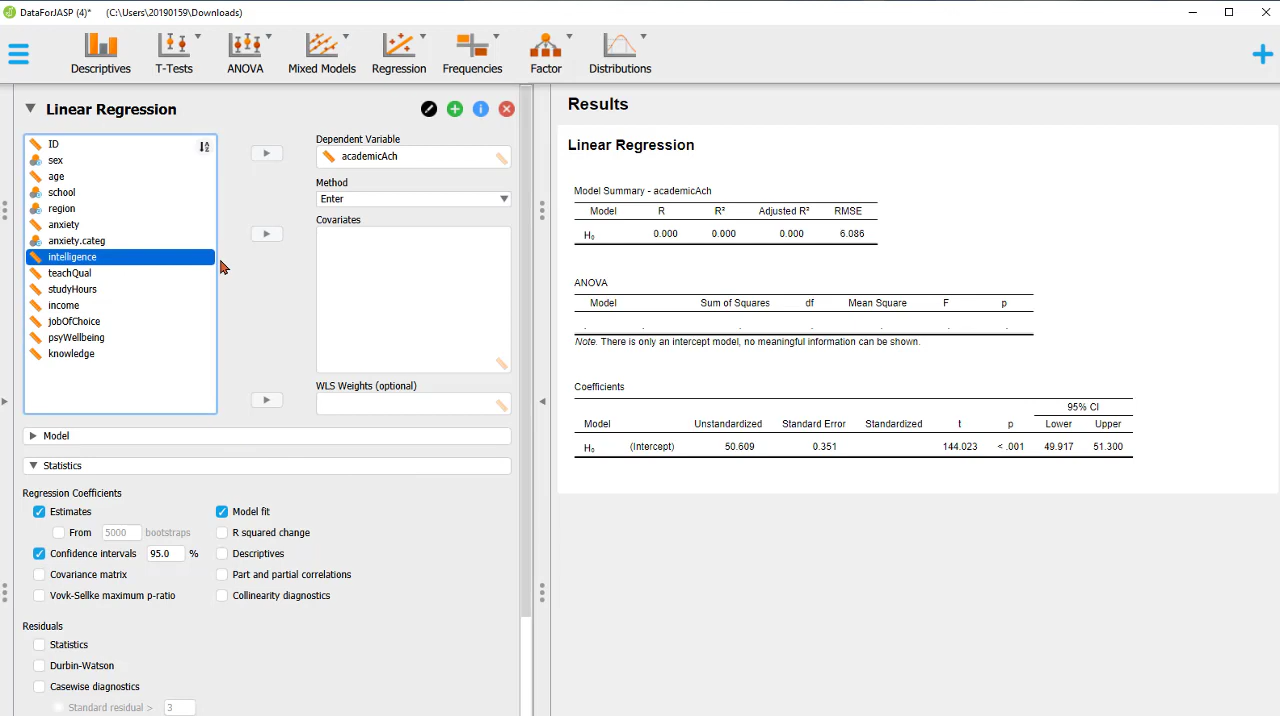 DataForJASP (4)* (C:\Users\20190159\Downloads)
Descriptives T-Tests ANOVA Mixed Models Regression Frequencies Factor Distributions
Linear Regression
ID
sex
age
school
region
anxiety
anxiety.categ
intelligence
teachQual
studyHours
income
jobOfChoice
psyWellbeing
knowledge
Dependent Variable
academicAch
Method
Enter
Covariates
WLS Weights (optional)
Model
Statistics
Regression Coefficients
Estimates Model fit
From 5000 bootstraps R squared change
Confidence intervals 95.0 % Descriptives
Covariance matrix Part and partial correlations
Vovk-Sellke maximum p-ratio Collinearity diagnostics
Residuals
Statistics
Durbin-Watson
Casewise diagnostics
Standard residual > 3
Results
Linear Regression
Model Summary - academicAch
Model R R² Adjusted R² RMSE
H₀ 0.000 0.000 0.000 6.086
ANOVA
Model Sum of Squares df Mean Square F p
. . . . . . .
Note. There is only an intercept model, no meaningful information can be shown.
Coefficients
95% CI
Model Unstandardized Standard Error Standardized t p Lower Upper
H₀ (Intercept) 50.609 0.351 144.023 < .001 49.917 51.300